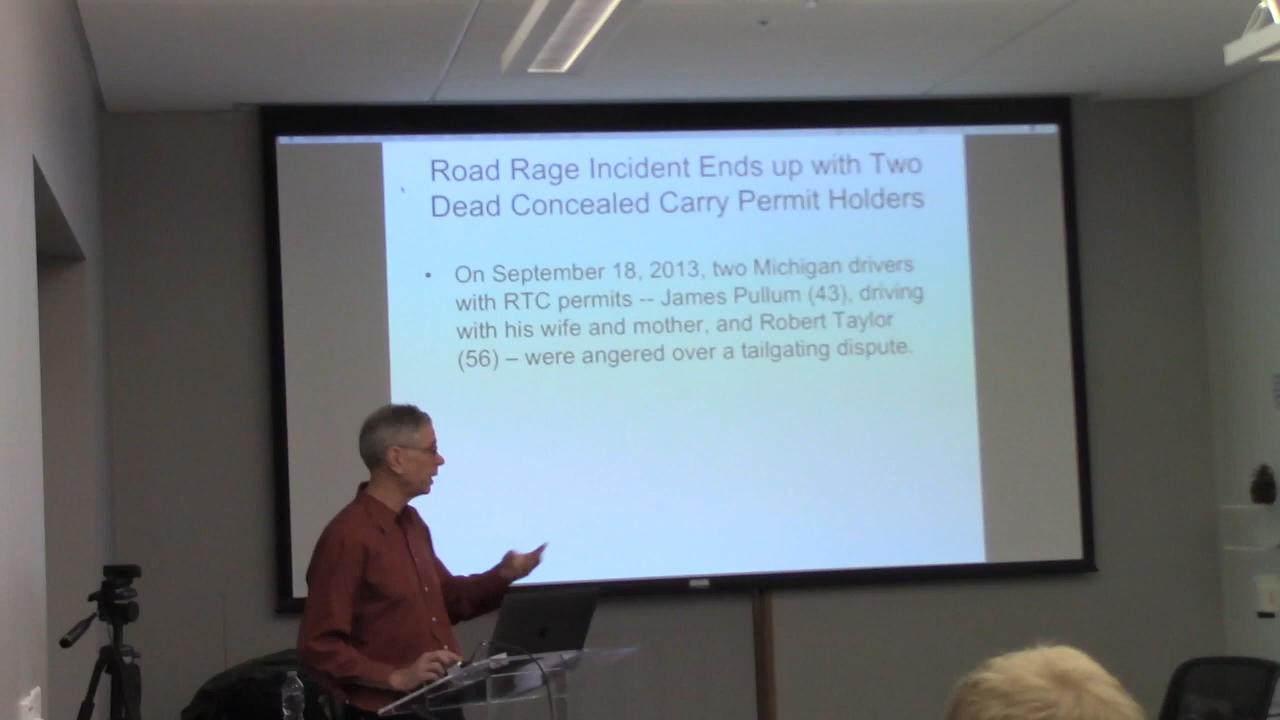 Road Rage Incident Ends up with Two
Dead Concealed Carry Permit Holders
• On September 18, 2013, two Michigan drivers
with RTC permits -- James Pullum (43), driving
with his wife and mother, and Robert Taylor
(56) – were angered over a tailgating dispute.